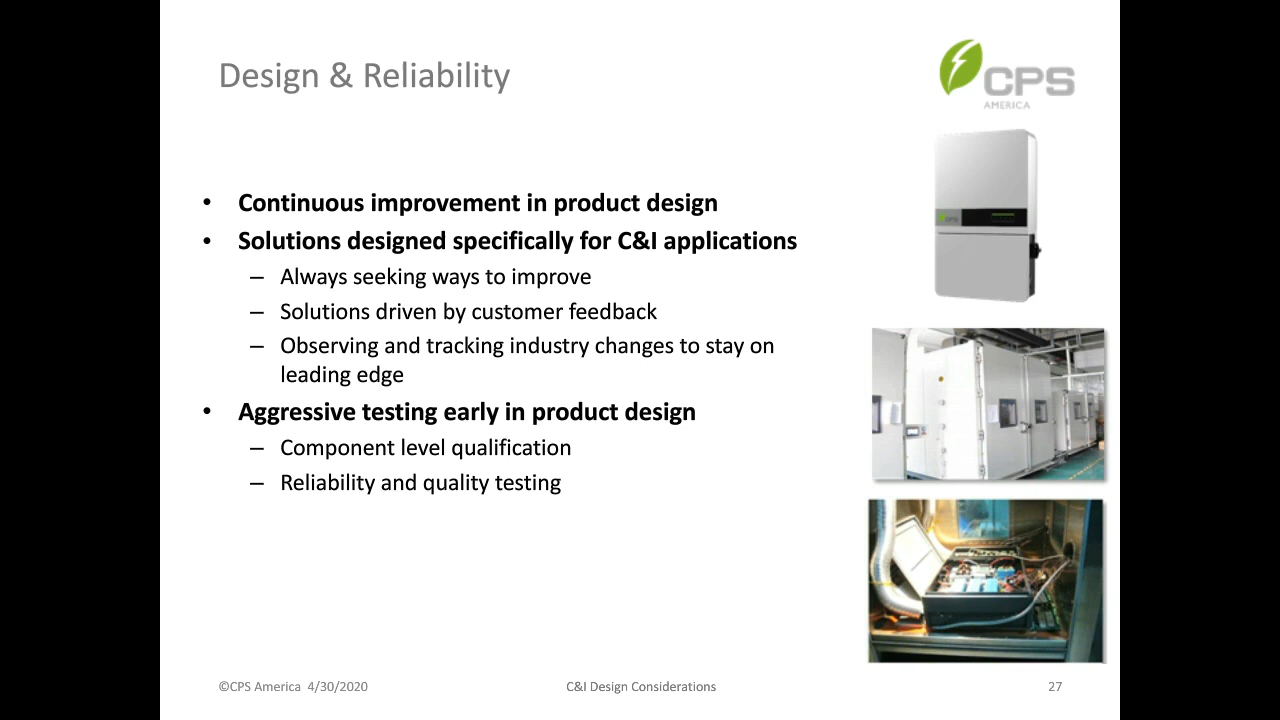 Design & Reliability
CPS
AMERICA
• Continuous improvement in product design
• Solutions designed specifically for C&I applications
– Always seeking ways to improve
– Solutions driven by customer feedback
– Observing and tracking industry changes to stay on
leading edge
• Aggressive testing early in product design
– Component level qualification
– Reliability and quality testing
CPS
©CPS America 4/30/2020
C&I Design Considerations
27